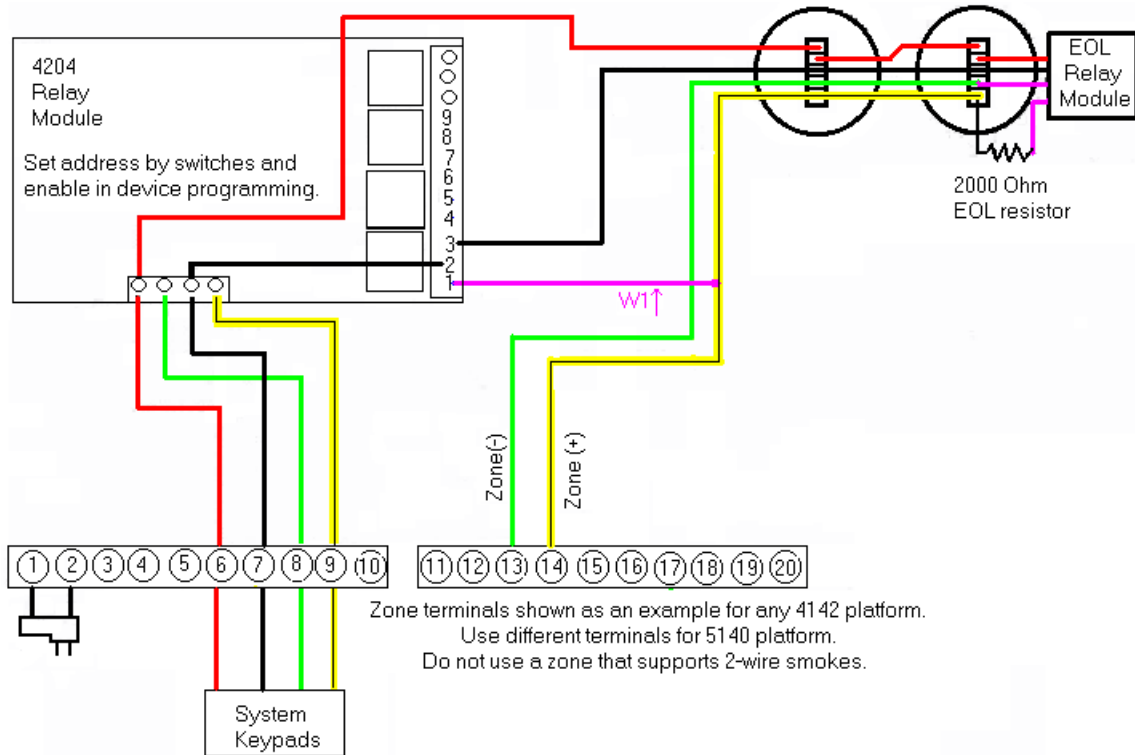 4204
Relay
Module
Set address by switches and
enable in device programming.
9
8
7
6
5
4
3
2
1
W1↑
EOL
Relay
Module
2000 Ohm
EOL resistor
Zone(-)
Zone (+)
1 2 3 4 5 6 7 8 9 10
11 12 13 14 15 16 17 18 19 20
Zone terminals shown as an example for any 4142 platform.
Use different terminals for 5140 platform.
Do not use a zone that supports 2-wire smokes.
System
Keypads